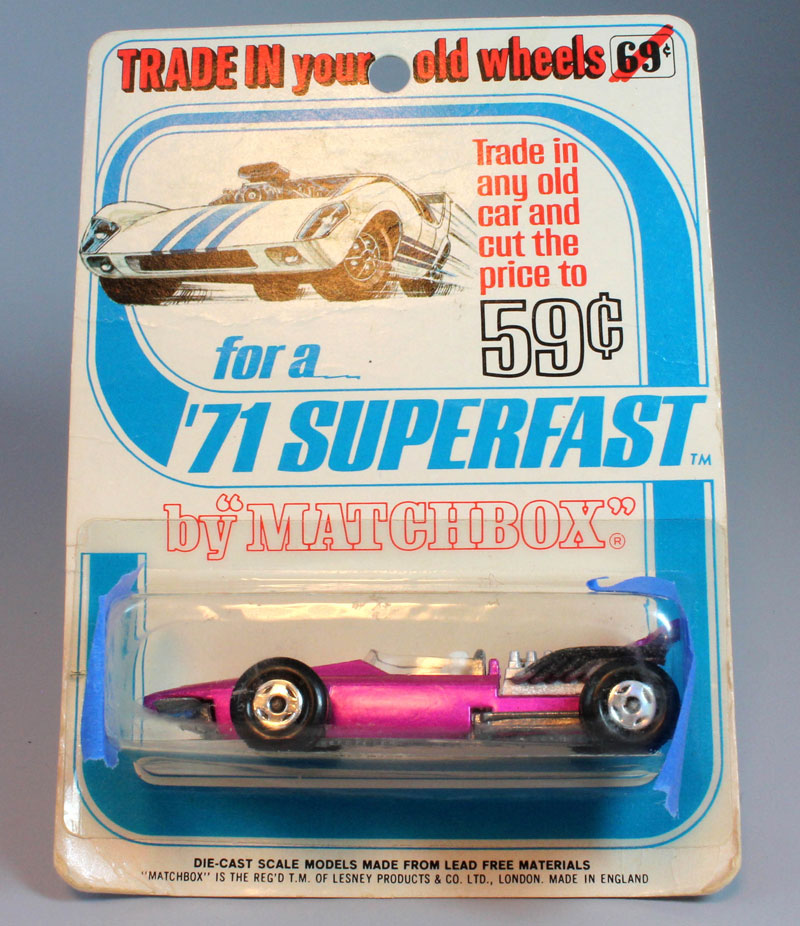 TRADE IN your old wheels 69¢
Trade in
any old
car and
cut the
price to
59¢
for a...
'71 SUPERFAST TM
by "MATCHBOX" ®
DIE-CAST SCALE MODELS MADE FROM LEAD FREE MATERIALS
"MATCHBOX" IS THE REG'D T.M. OF LESNEY PRODUCTS & CO. LTD., LONDON. MADE IN ENGLAND